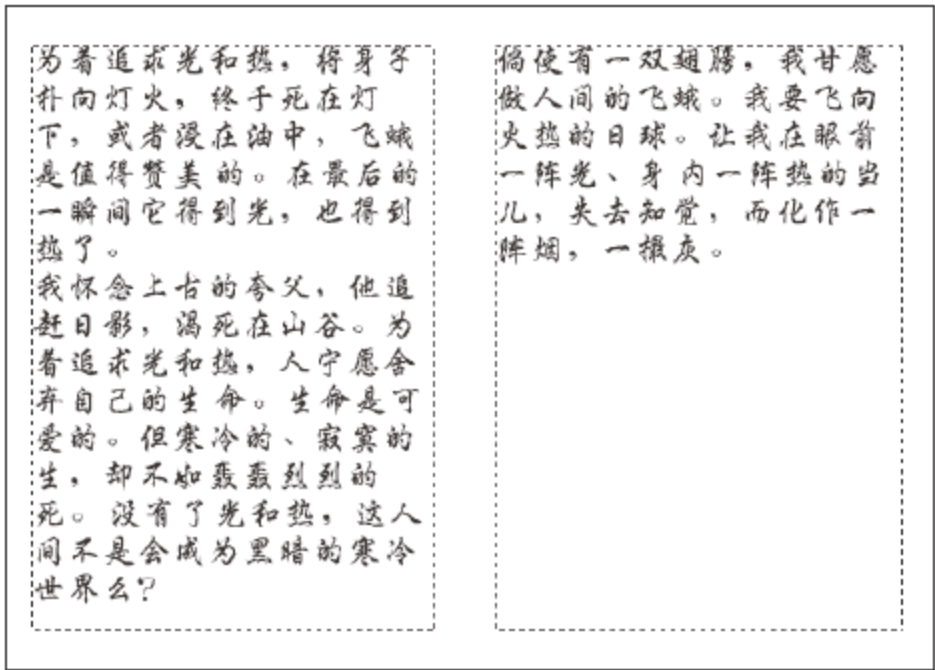 为着追求光和热，将身子
扑向灯火，终于死在灯
下，或者浸在油中，飞蛾
是值得赞美的。在最后的
一瞬间它得到光，也得到
热了。
我怀念上古的夸父，他追
赶日影，渴死在山谷。为
着追求光和热，人宁愿舍
弃自己的生命。生命是可
爱的。但寒冷的、寂寞的
生，却不如轰轰烈烈的
死。没有了光和热，这人
间不是会成为黑暗的寒冷
世界么？
倘使有一双翅膀，我甘愿
做人间的飞蛾。我要飞向
火热的日球。让我在眼前
一阵光、身内一阵热的当
儿，失去知觉，而化作一
阵烟，一撮灰。